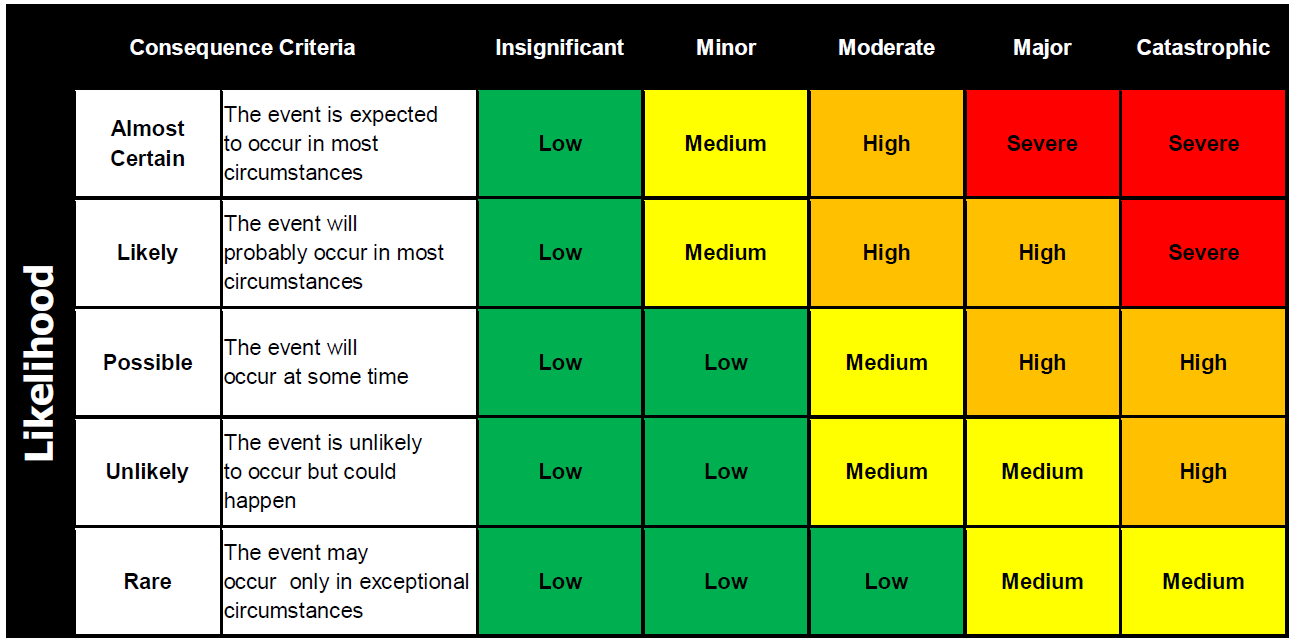 Consequence Criteria Insignificant Minor Moderate Major Catastrophic
Likelihood
Almost
Certain
The event is expected
to occur in most
circumstances
Low Medium High Severe Severe
Likely
The event will
probably occur in most
circumstances
Low Medium High High Severe
Possible
The event will
occur at some time
Low Low Medium High High
Unlikely
The event is unlikely
to occur but could
happen
Low Low Medium Medium High
Rare
The event may
occur  only in exceptional
circumstances
Low Low Low Medium Medium